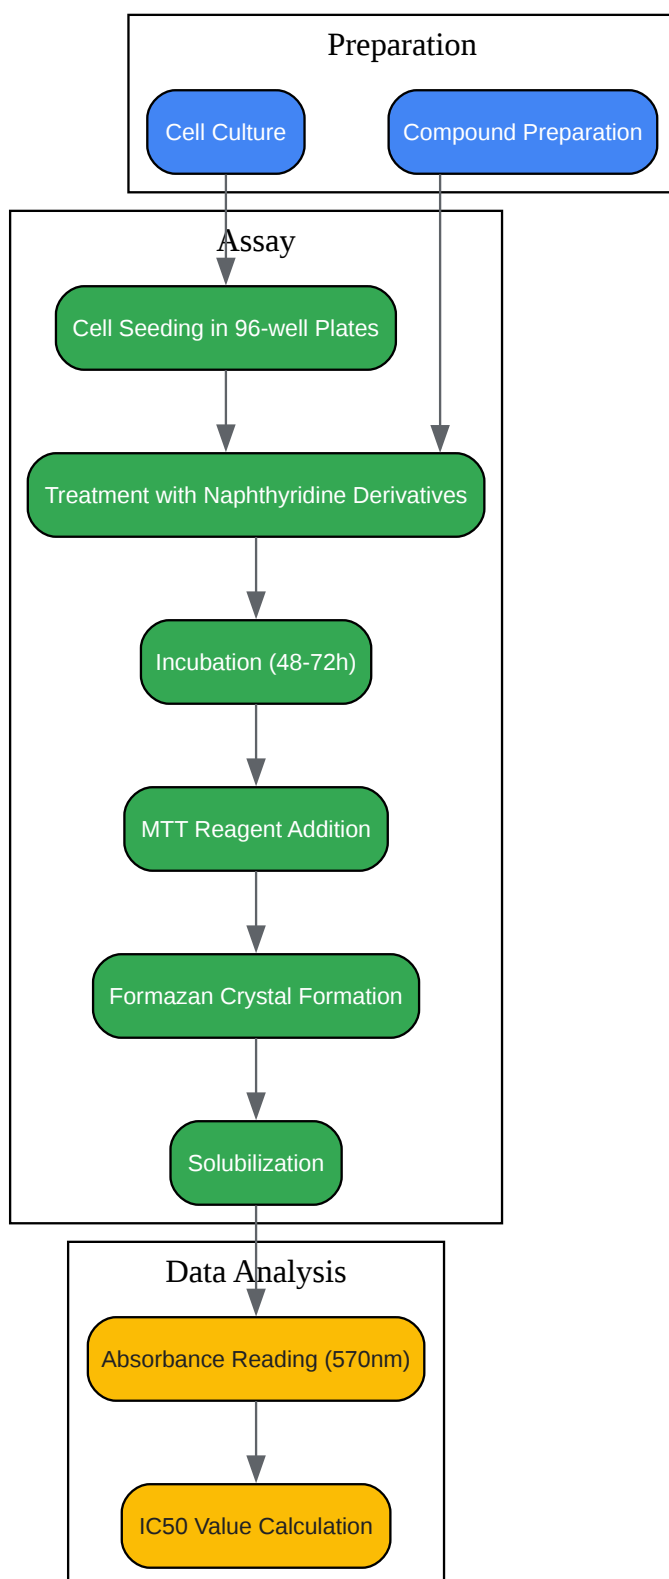 Preparation
Cell Culture
Compound Preparation
Assay
Cell Seeding in 96-well Plates
Treatment with Naphthyridine Derivatives
Incubation (48-72h)
MTT Reagent Addition
Formazan Crystal Formation
Solubilization
Data Analysis
Absorbance Reading (570nm)
IC50 Value Calculation